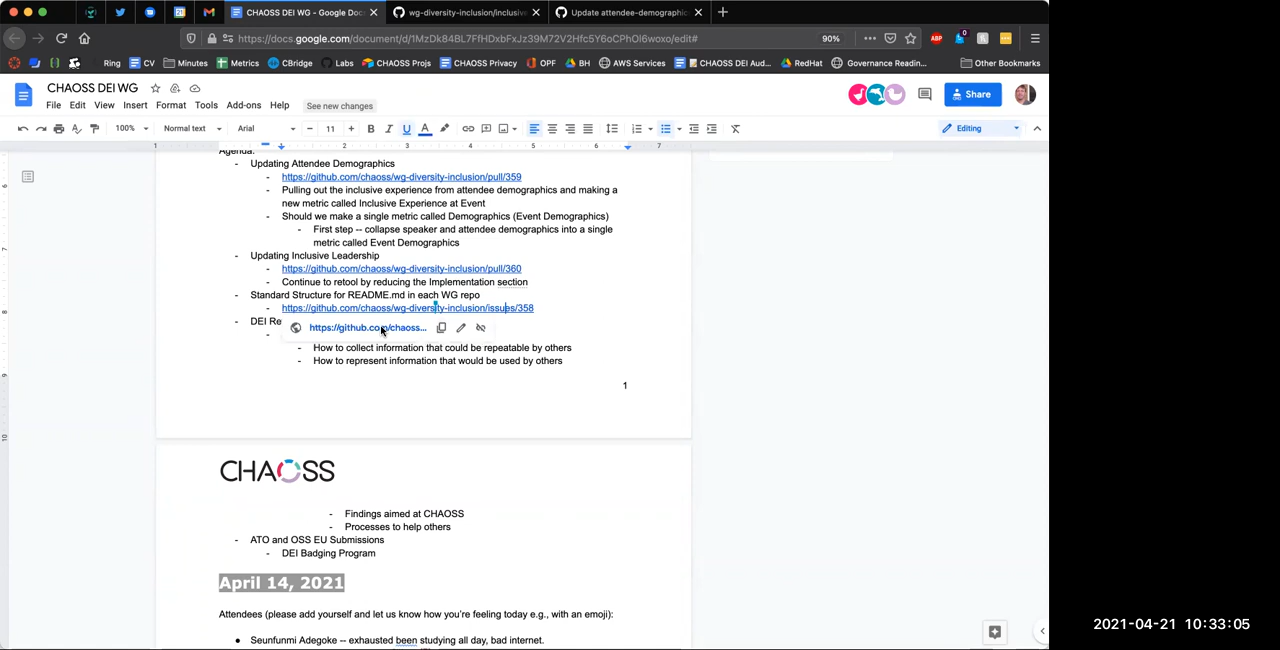 CHAOSS DEI WG - Google Doc
wg-diversity-inclusion/inclusive
Update attendee-demographic
https://docs.google.com/document/d/1MzDk84BL7FfHDxbFxJz39M72V2Hfc5Y6oCPhOl6woxo/edit#
90%
Ring
CV
Minutes
Metrics
CBridge
Labs
CHAOSS Projs
CHAOSS Privacy
OPF
BH
AWS Services
CHAOSS DEI Aud...
RedHat
Governance Readin...
Other Bookmarks
CHAOSS DEI WG
File Edit View Insert Format Tools Add-ons Help See new changes
Share
100% Normal text Arial 11 Editing
1 2 3 4 5 6 7
Agenda:
- Updating Attendee Demographics
- https://github.com/chaoss/wg-diversity-inclusion/pull/359
- Pulling out the inclusive experience from attendee demographics and making a
new metric called Inclusive Experience at Event
- Should we make a single metric called Demographics (Event Demographics)
- First step -- collapse speaker and attendee demographics into a single
metric called Event Demographics
- Updating Inclusive Leadership
- https://github.com/chaoss/wg-diversity-inclusion/pull/360
- Continue to retool by reducing the Implementation section
- Standard Structure for README.md in each WG repo
- https://github.com/chaoss/wg-diversity-inclusion/issues/358
- DEI Re
https://github.com/chaoss...
- How to collect information that could be repeatable by others
- How to represent information that would be used by others
1
CHAOSS
- Findings aimed at CHAOSS
- Processes to help others
- ATO and OSS EU Submissions
- DEI Badging Program
April 14, 2021
Attendees (please add yourself and let us know how you're feeling today e.g., with an emoji):
● Seunfunmi Adegoke -- exhausted been studying all day, bad internet.
2021-04-21 10:33:05